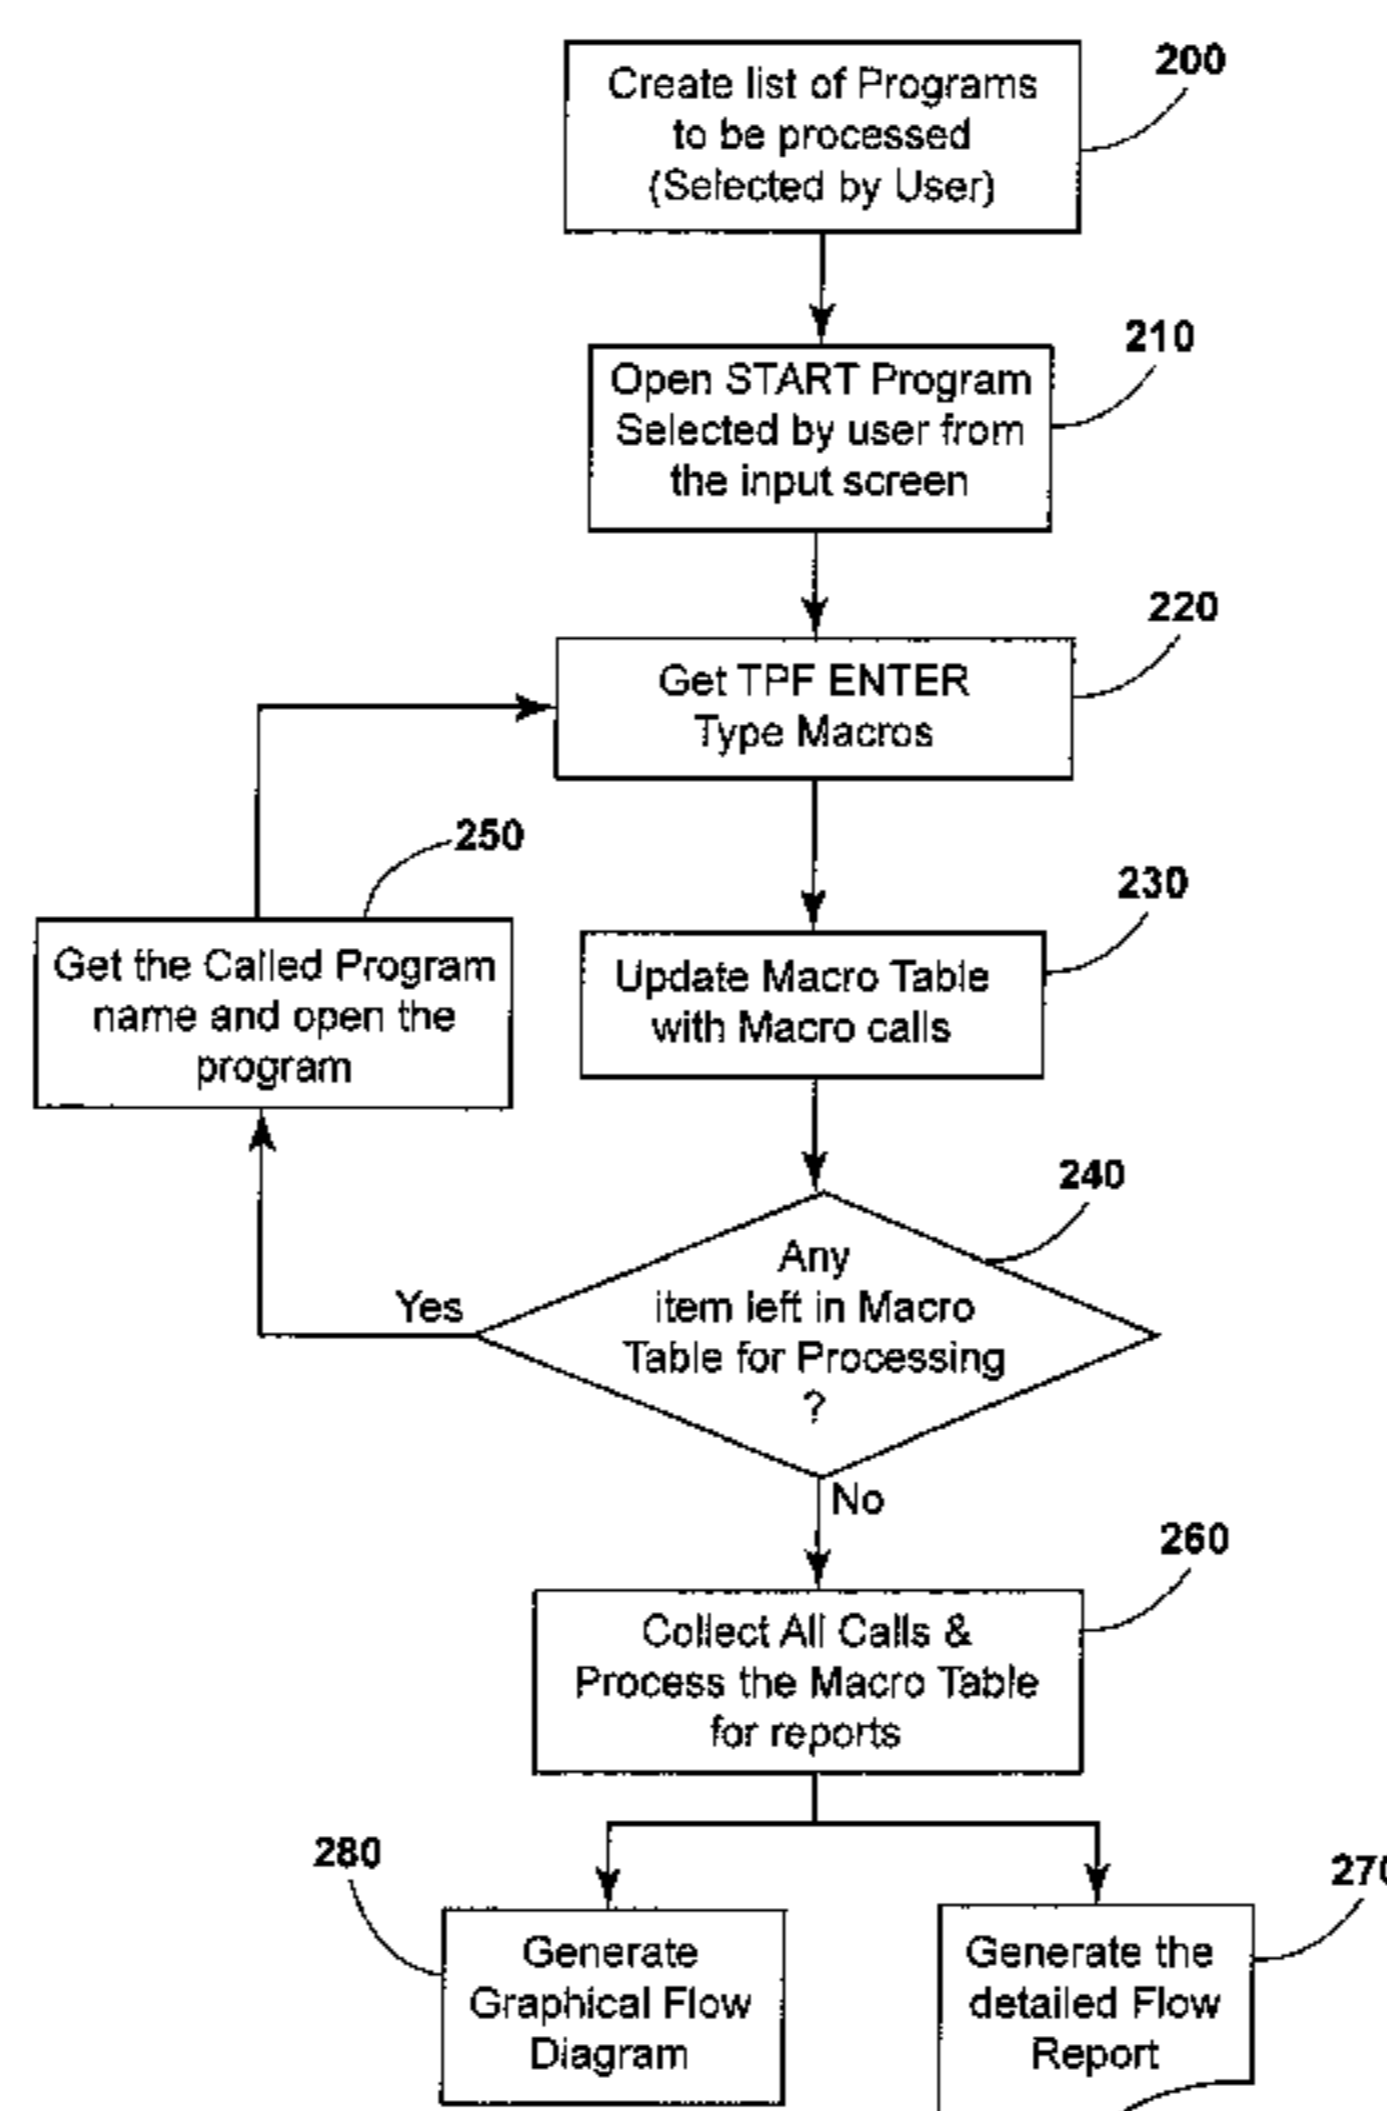 200
Create list of Programs
to be processed
(Selected by User)
210
Open START Program
Selected by user from
the input screen
220
Get TPF ENTER
Type Macros
250
230
Get the Called Program
name and open the
program
Update Macro Table
with Macro calls
240
Any
item left in Macro
Table for Processing
?
Yes
No
260
Collect All Calls &
Process the Macro Table
for reports
280
270
Generate
Graphical Flow
Diagram
Generate the
detailed Flow
Report